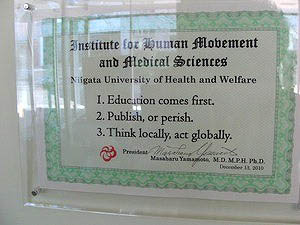 Institute for Human Movement
and Medical Sciences
Niigata University of Health and Welfare
1. Education comes first.
2. Publish, or perish.
3. Think locally, act globally.
President
Masaharu Yamamoto, M.D. M.P.H. Ph.D.
December 13, 2010